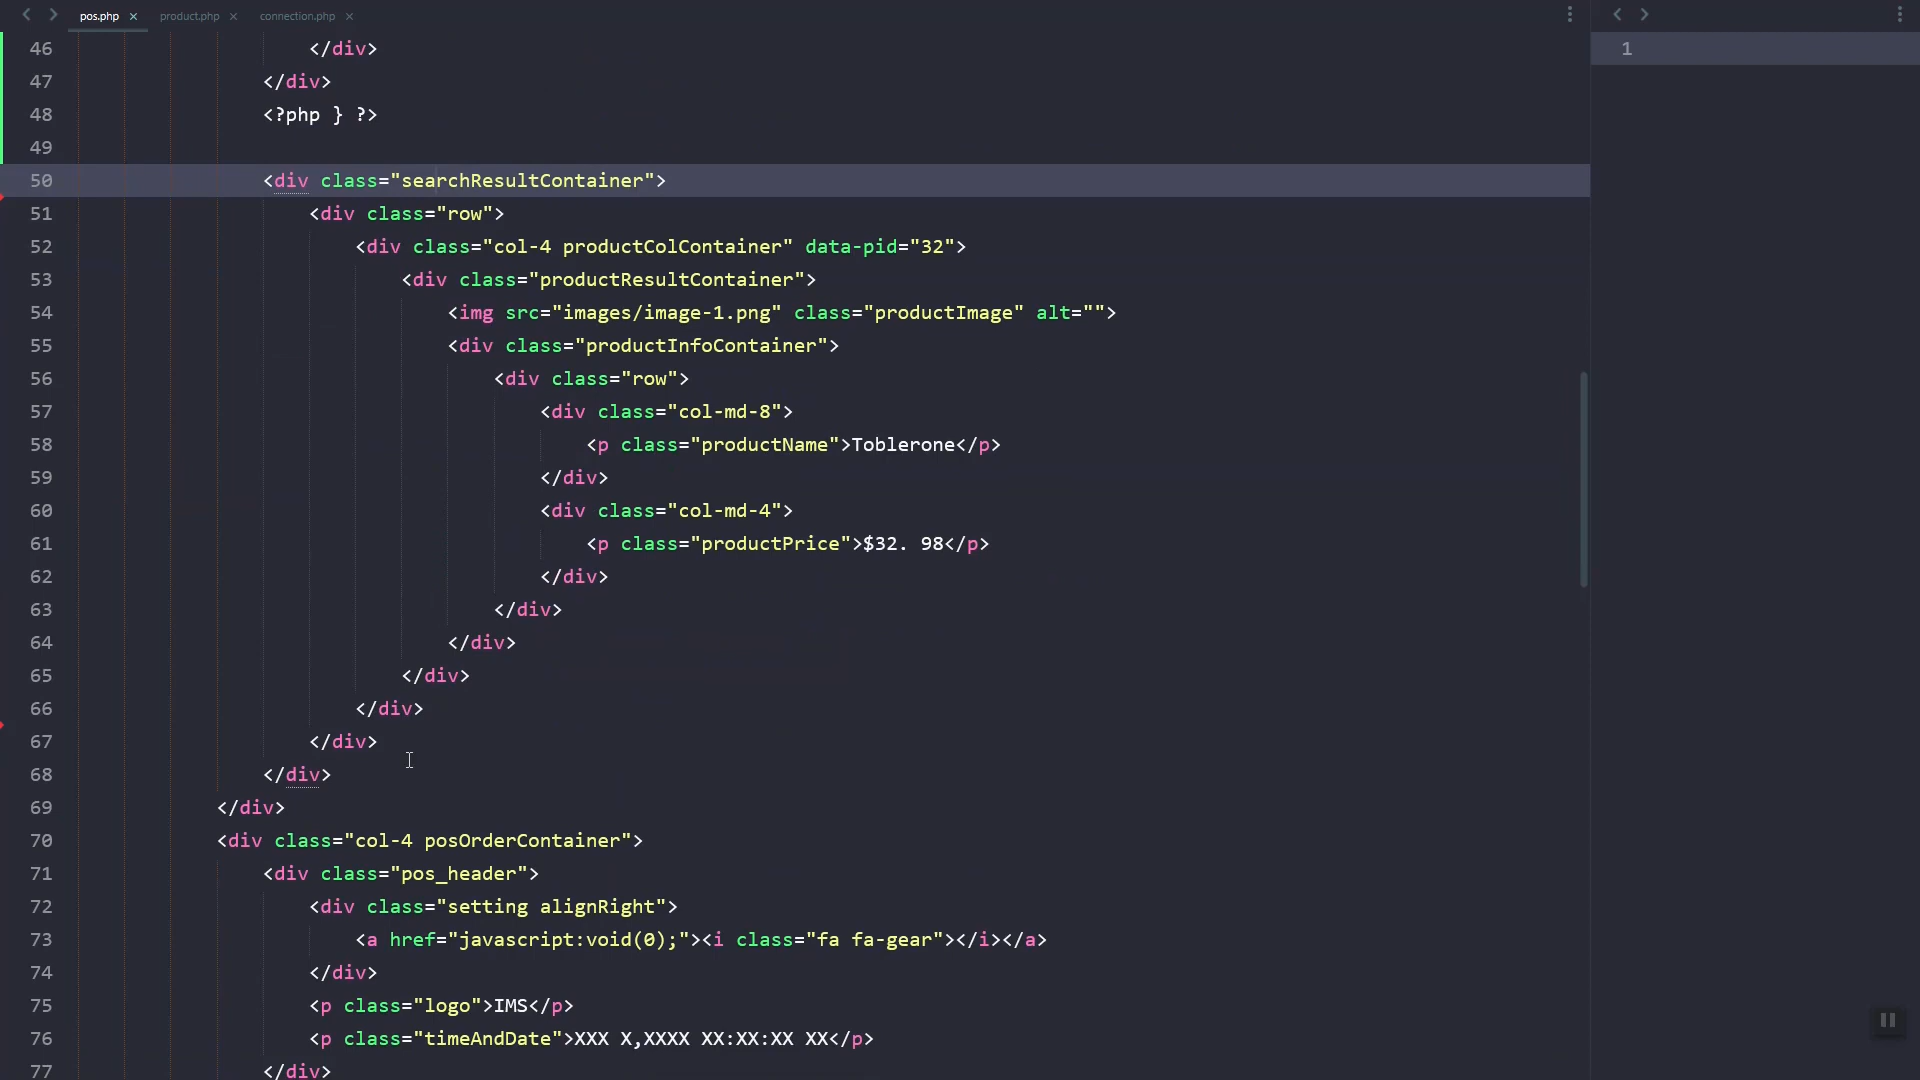 pos.php × product.php × connection.php ×
46 </div>
47 </div>
48 <?php } ?>
49
50 <div class="searchResultContainer">
51 <div class="row">
52 <div class="col-4 productColContainer" data-pid="32">
53 <div class="productResultContainer">
54 <img src="images/image-1.png" class="productImage" alt="">
55 <div class="productInfoContainer">
56 <div class="row">
57 <div class="col-md-8">
58 <p class="productName">Toblerone</p>
59 </div>
60 <div class="col-md-4">
61 <p class="productPrice">$32. 98</p>
62 </div>
63 </div>
64 </div>
65 </div>
66 </div>
67 </div>
68 </div>
69 </div>
70 <div class="col-4 posOrderContainer">
71 <div class="pos_header">
72 <div class="setting alignRight">
73 <a href="javascript:void(0);"><i class="fa fa-gear"></i></a>
74 </div>
75 <p class="logo">IMS</p>
76 <p class="timeAndDate">XXX X,XXXX XX:XX:XX XX</p>
77 </div>
1